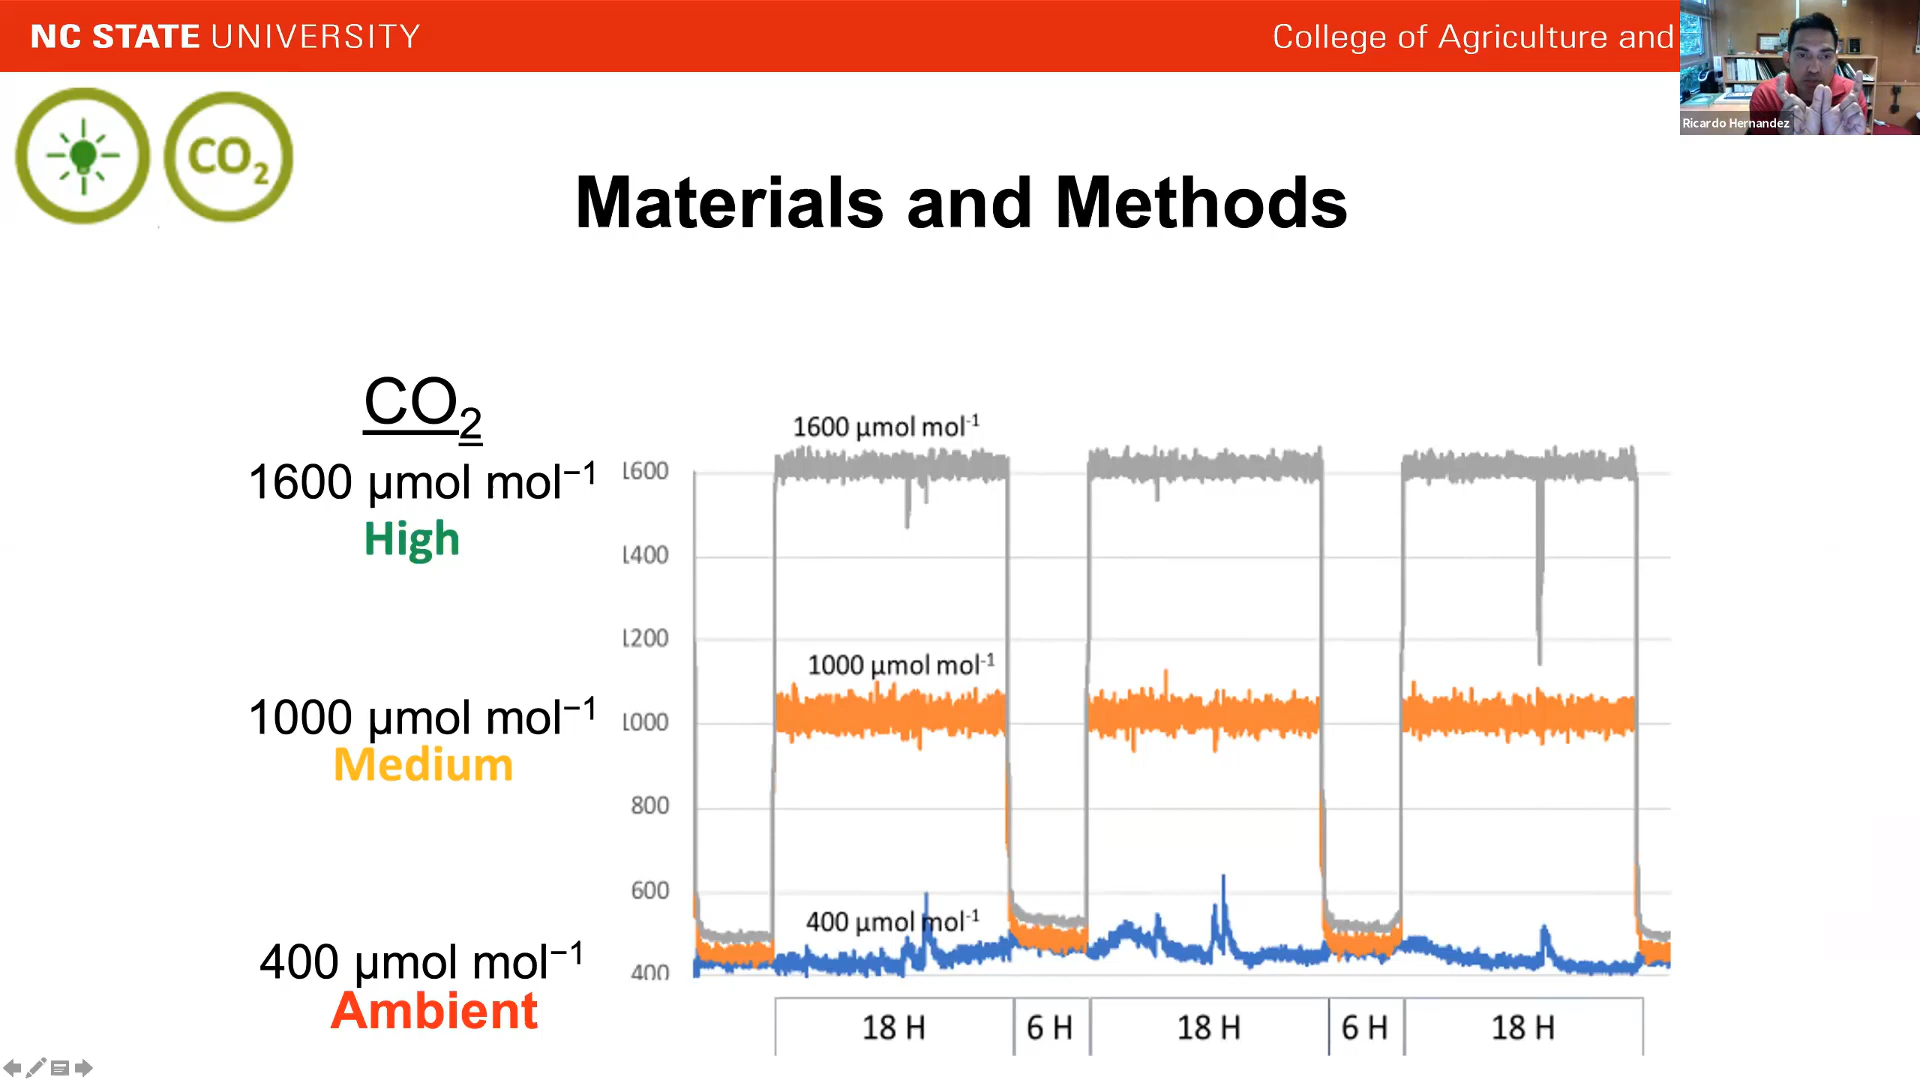 NC STATE UNIVERSITY
College of Agriculture and
Ricardo Hernandez
CO₂
Materials and Methods
CO₂
1600 µmol mol⁻¹
High
1000 µmol mol⁻¹
Medium
400 µmol mol⁻¹
Ambient
1600 µmol mol⁻¹
1600
1400
1200
1000 µmol mol⁻¹
1000
800
600
400 µmol mol⁻¹
400
18 H
6 H
18 H
6 H
18 H